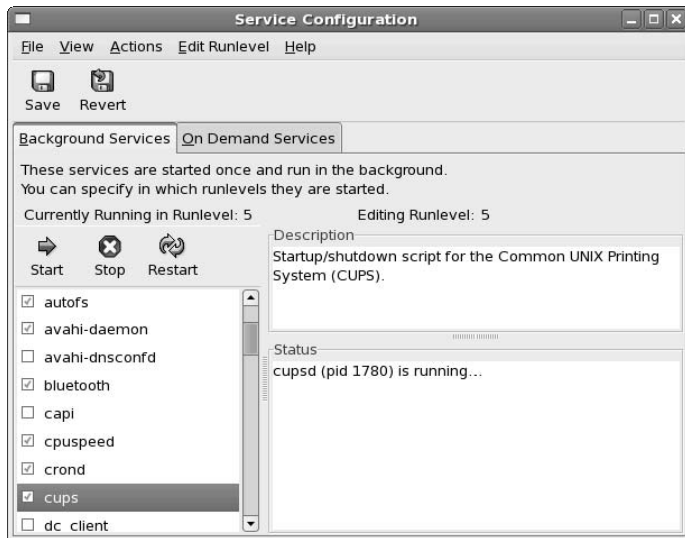 Service Configuration
File View Actions Edit Runlevel Help
Save Revert
Background Services On Demand Services
These services are started once and run in the background.
You can specify in which runlevels they are started.
Currently Running in Runlevel: 5 Editing Runlevel: 5
Start Stop Restart
autofs
avahi-daemon
avahi-dnsconfd
bluetooth
capi
cpuspeed
crond
cups
dc_client
Description
Startup/shutdown script for the Common UNIX Printing
System (CUPS).
Status
cupsd (pid 1780) is running...